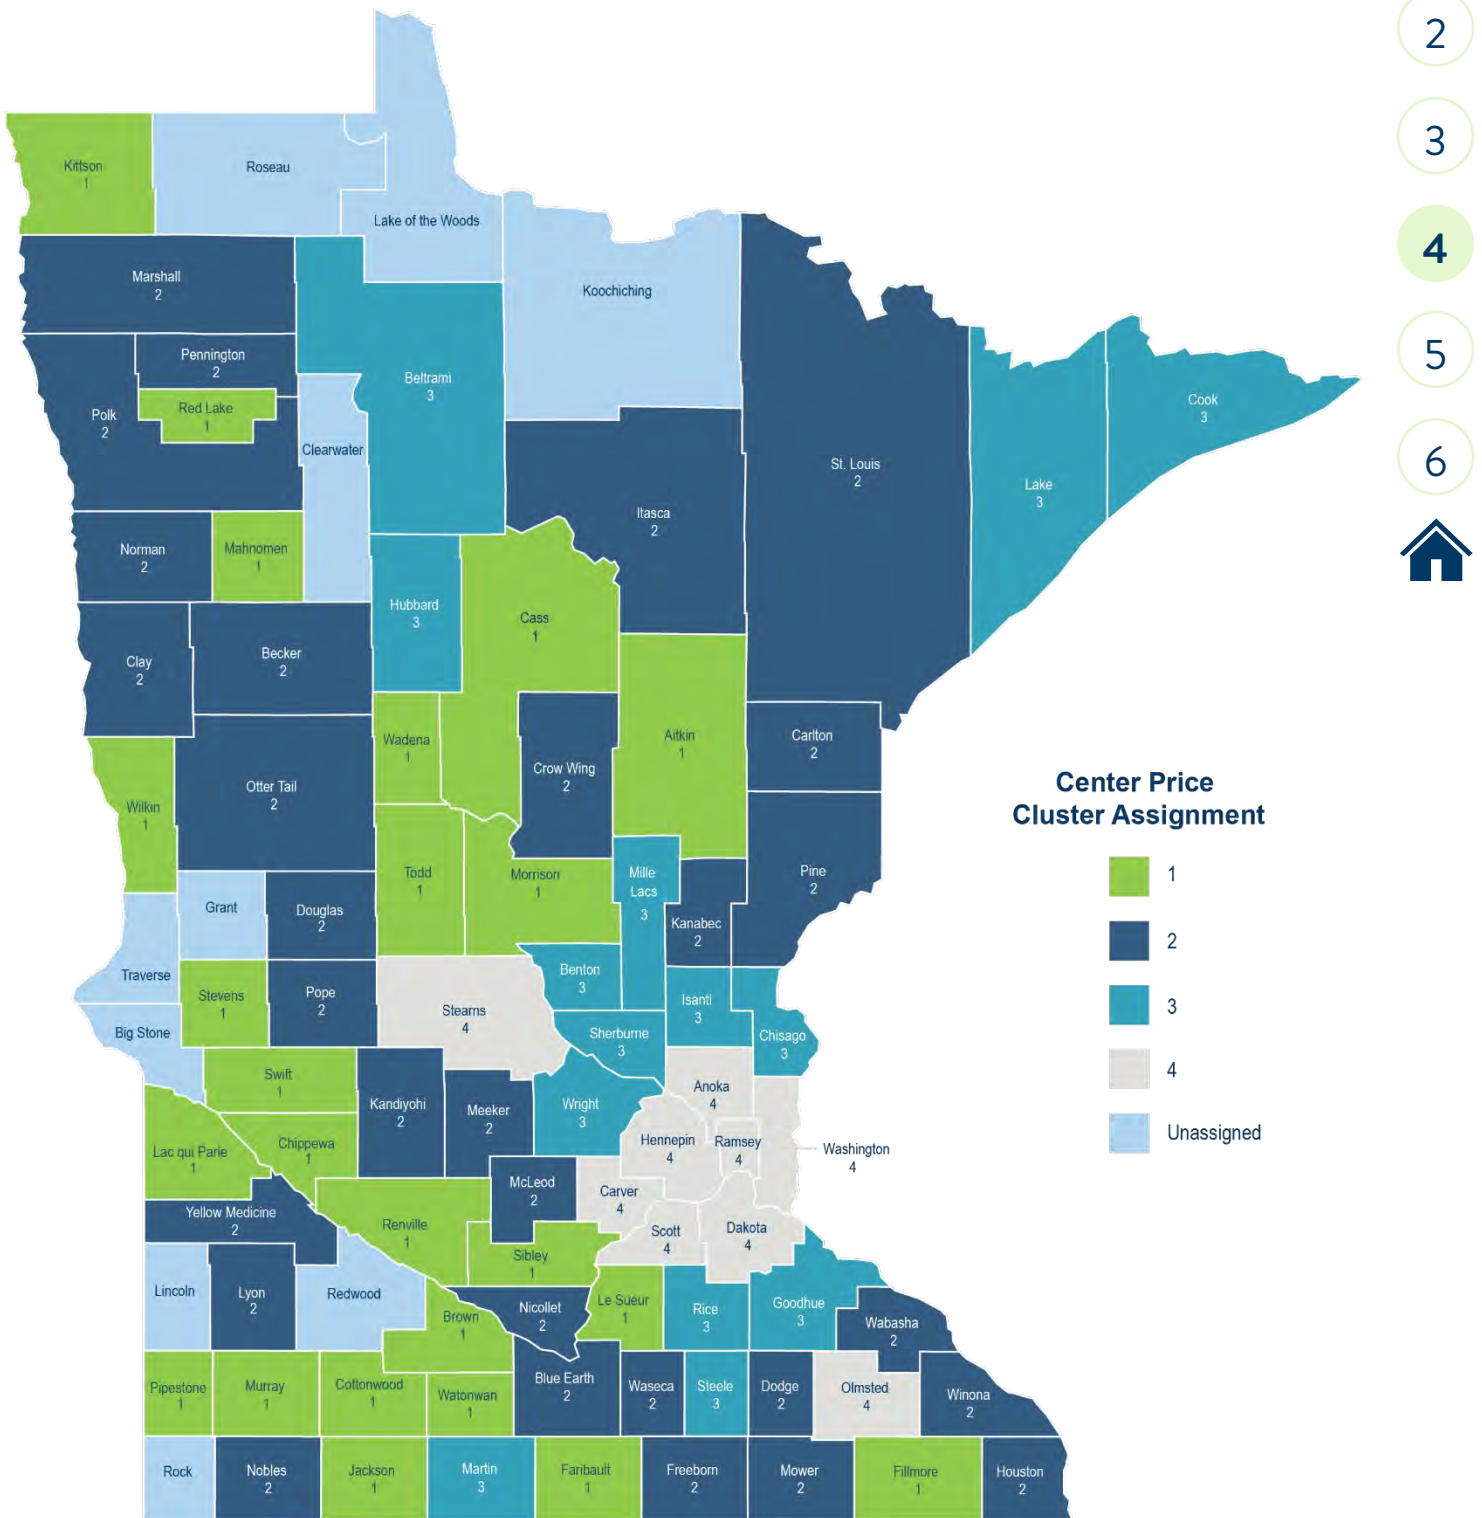 2
3
4
5
6
Kittson
1
Roseau
Lake of the Woods
Koochiching
Marshall
2
Pennington
2
Red Lake
1
Polk
2
Clearwater
Beltrami
3
St. Louis
2
Itasca
2
Lake
3
Cook
3
Norman
2
Mahnomen
1
Hubbard
3
Cass
1
Clay
2
Becker
2
Wadena
1
Aitkin
1
Carlton
2
Crow Wing
2
Otter Tail
2
Wilkin
1
Todd
1
Morrison
1
Mille
Lacs
3
Pine
2
Kanabec
2
Grant
Douglas
2
Traverse
Stevens
1
Pope
2
Stearns
4
Benton
3
Isanti
3
Sherburne
3
Chisago
3
Big Stone
Swift
1
Kandiyohi
2
Meeker
2
Wright
3
Anoka
4
Hennepin
4
Ramsey
4
Washington
4
Lac qui Parle
1
Chippewa
1
McLeod
2
Carver
4
Scott
4
Dakota
4
Yellow Medicine
2
Renville
1
Sibley
1
Lincoln
Lyon
2
Redwood
Brown
1
Nicollet
2
Le Sueur
1
Rice
3
Goodhue
3
Wabasha
2
Pipestone
1
Murray
1
Cottonwood
1
Watonwan
1
Blue Earth
2
Waseca
2
Steele
3
Dodge
2
Olmsted
4
Winona
2
Rock
Nobles
2
Jackson
1
Martin
3
Faribault
1
Freeborn
2
Mower
2
Fillmore
1
Houston
2
Center Price
Cluster Assignment
1
2
3
4
Unassigned